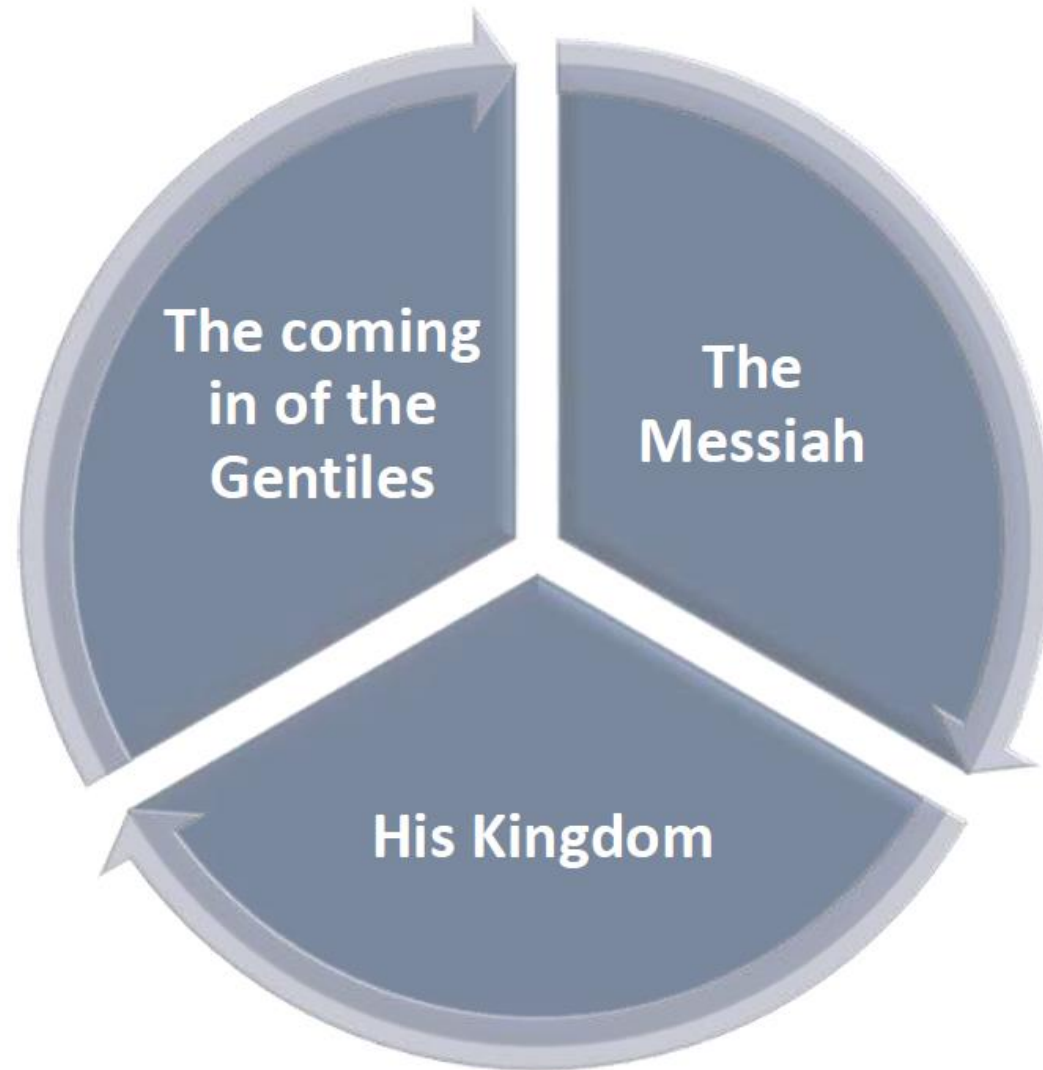 The coming
in of the
Gentiles
The
Messiah
His Kingdom